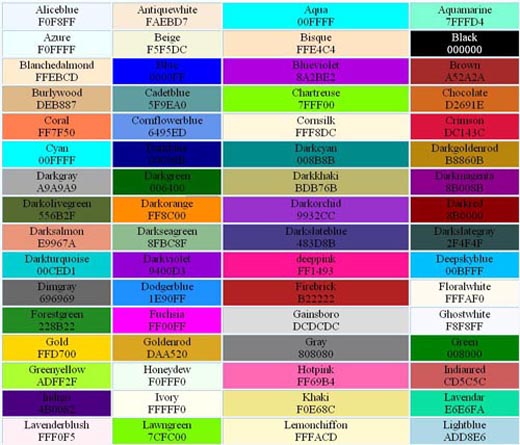 Aliceblue
F0F8FF
Antiquewhite
FAEBD7
Aqua
00FFFF
Aquamarine
7FFFD4
Azure
F0FFFF
Beige
F5F5DC
Bisque
FFE4C4
Black
000000
Blanchedalmond
FFEBCD
Blue
0000FF
Blueviolet
8A2BE2
Brown
A52A2A
Burlywood
DEB887
Cadetblue
5F9EA0
Chartreuse
7FFF00
Chocolate
D2691E
Coral
FF7F50
Cornflowerblue
6495ED
Cornsilk
FFF8DC
Crimson
DC143C
Cyan
00FFFF
Darkblue
00008B
Darkcyan
008B8B
Darkgoldenrod
B8860B
Darkgray
A9A9A9
Darkgreen
006400
Darkkhaki
BDB76B
Darkmagenta
8B008B
Darkolivegreen
556B2F
Darkorange
FF8C00
Darkorchid
9932CC
Darkred
8B0000
Darksalmon
E9967A
Darkseagreen
8FBC8F
Darkslateblue
483D8B
Darkslategray
2F4F4F
Darkturquoise
00CED1
Darkviolet
9400D3
deeppink
FF1493
Deepskyblue
00BFFF
Dimgray
696969
Dodgerblue
1E90FF
Firebrick
B22222
Floralwhite
FFFAF0
Forestgreen
228B22
Fuchsia
FF00FF
Gainsboro
DCDCDC
Ghostwhite
F8F8FF
Gold
FFD700
Goldenrod
DAA520
Gray
808080
Green
008000
Greenyellow
ADFF2F
Honeydew
F0FFF0
Hotpink
FF69B4
Indianred
CD5C5C
Indigo
4B0082
Ivory
FFFFF0
Khaki
F0E68C
Lavendar
E6E6FA
Lavenderblush
FFF0F5
Lawngreen
7CFC00
Lemonchiffon
FFFACD
Lightblue
ADD8E6